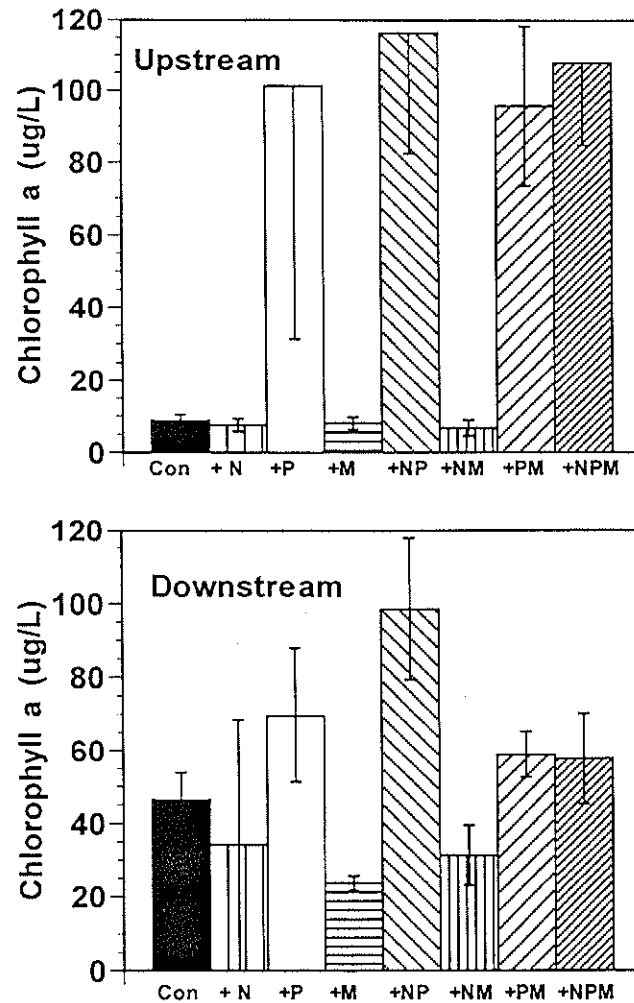 Upstream
Chlorophyll a (ug/L)
120
100
80
60
40
20
0
Con + N +P +M +NP +NM +PM +NPM
Downstream
Chlorophyll a (ug/L)
120
100
80
60
40
20
0
Con + N +P +M +NP +NM +PM +NPM